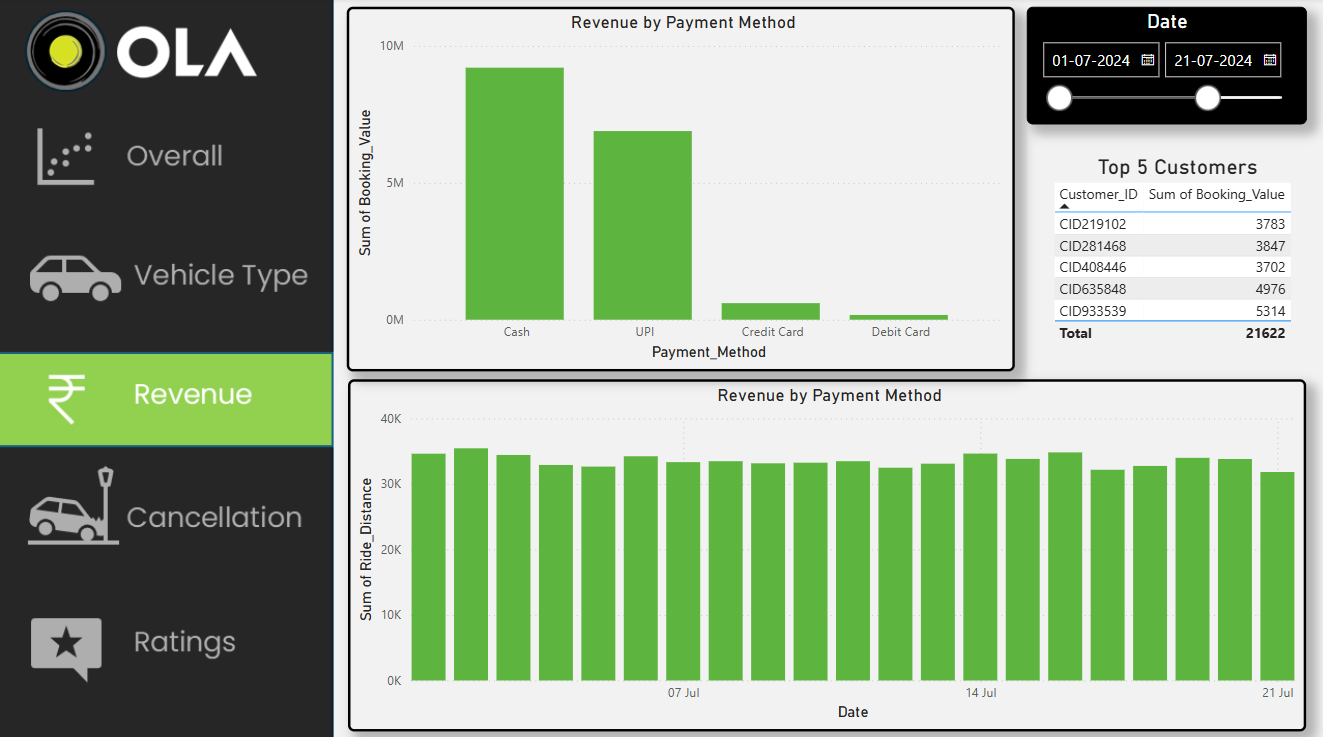 OLA
Overall
Vehicle Type
Revenue
Cancellation
Ratings
Revenue by Payment Method
Sum of Booking_Value
10M
5M
0M
Cash UPI Credit Card Debit Card
Payment_Method
Date
01-07-2024 21-07-2024
Top 5 Customers
Customer_ID Sum of Booking_Value
CID219102 3783
CID281468 3847
CID408446 3702
CID635848 4976
CID933539 5314
Total 21622
Revenue by Payment Method
Sum of Ride_Distance
40K
30K
20K
10K
0K
07 Jul 14 Jul 21 Jul
Date